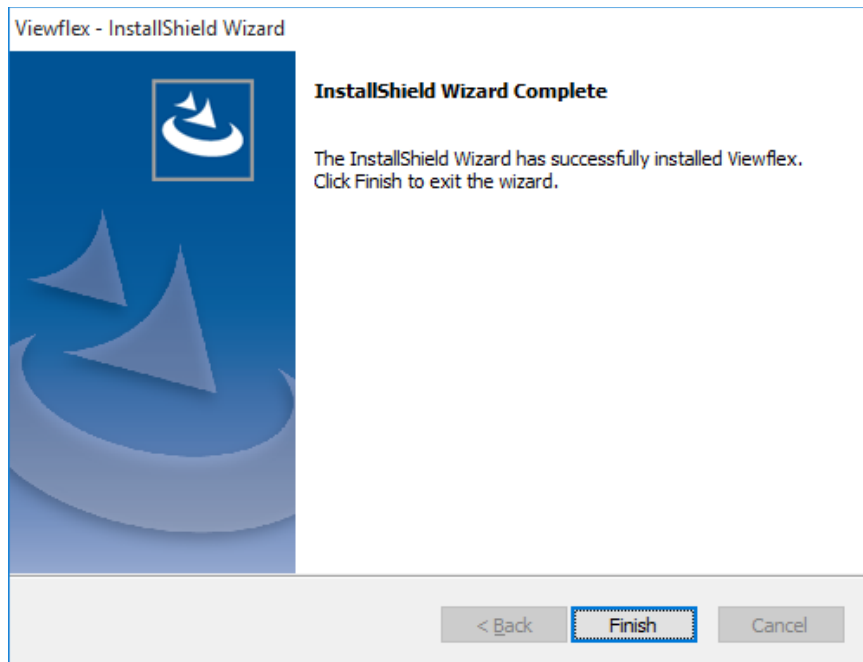 Viewflex - InstallShield Wizard
InstallShield Wizard Complete
The InstallShield Wizard has successfully installed Viewflex.
Click Finish to exit the wizard.
< Back
Finish
Cancel